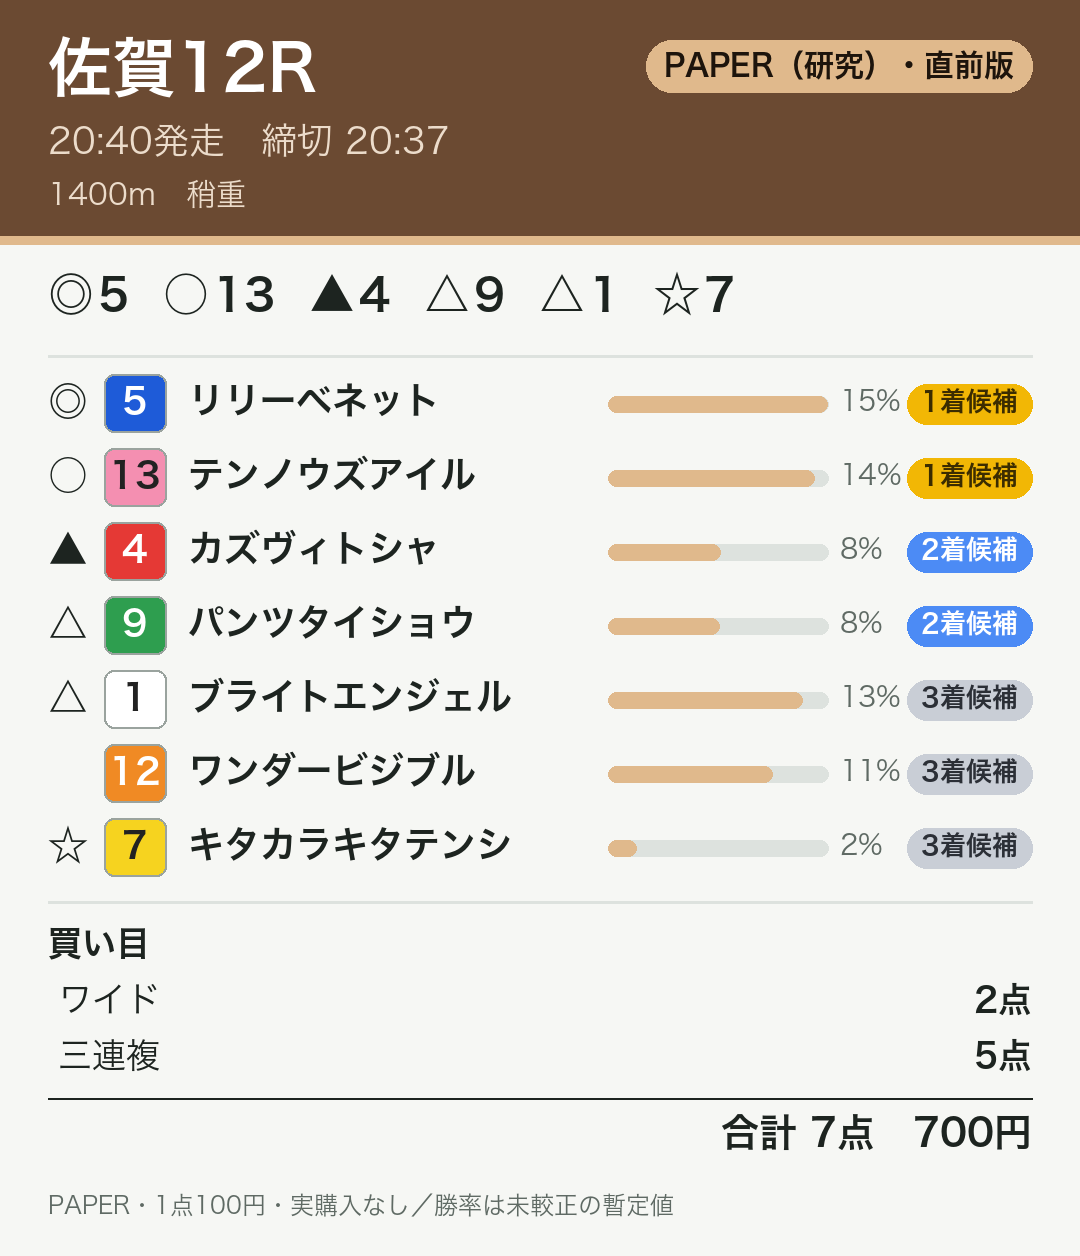 佐賀12R
PAPER（研究）・直前版
20:40発走　締切 20:37
1400m　稍重
◎5 ○13 ▲4 △9 △1 ☆7
◎ 5 リリーベネット 15% 1着候補
○ 13 テンノウズアイル 14% 1着候補
▲ 4 カズヴィトシャ 8% 2着候補
△ 9 パンツタイショウ 8% 2着候補
△ 1 ブライトエンジェル 13% 3着候補
12 ワンダービジブル 11% 3着候補
☆ 7 キタカラキタテンシ 2% 3着候補
買い目
ワイド 2点
三連複 5点
合計 7点　700円
PAPER・1点100円・実購入なし／勝率は未較正の暫定値